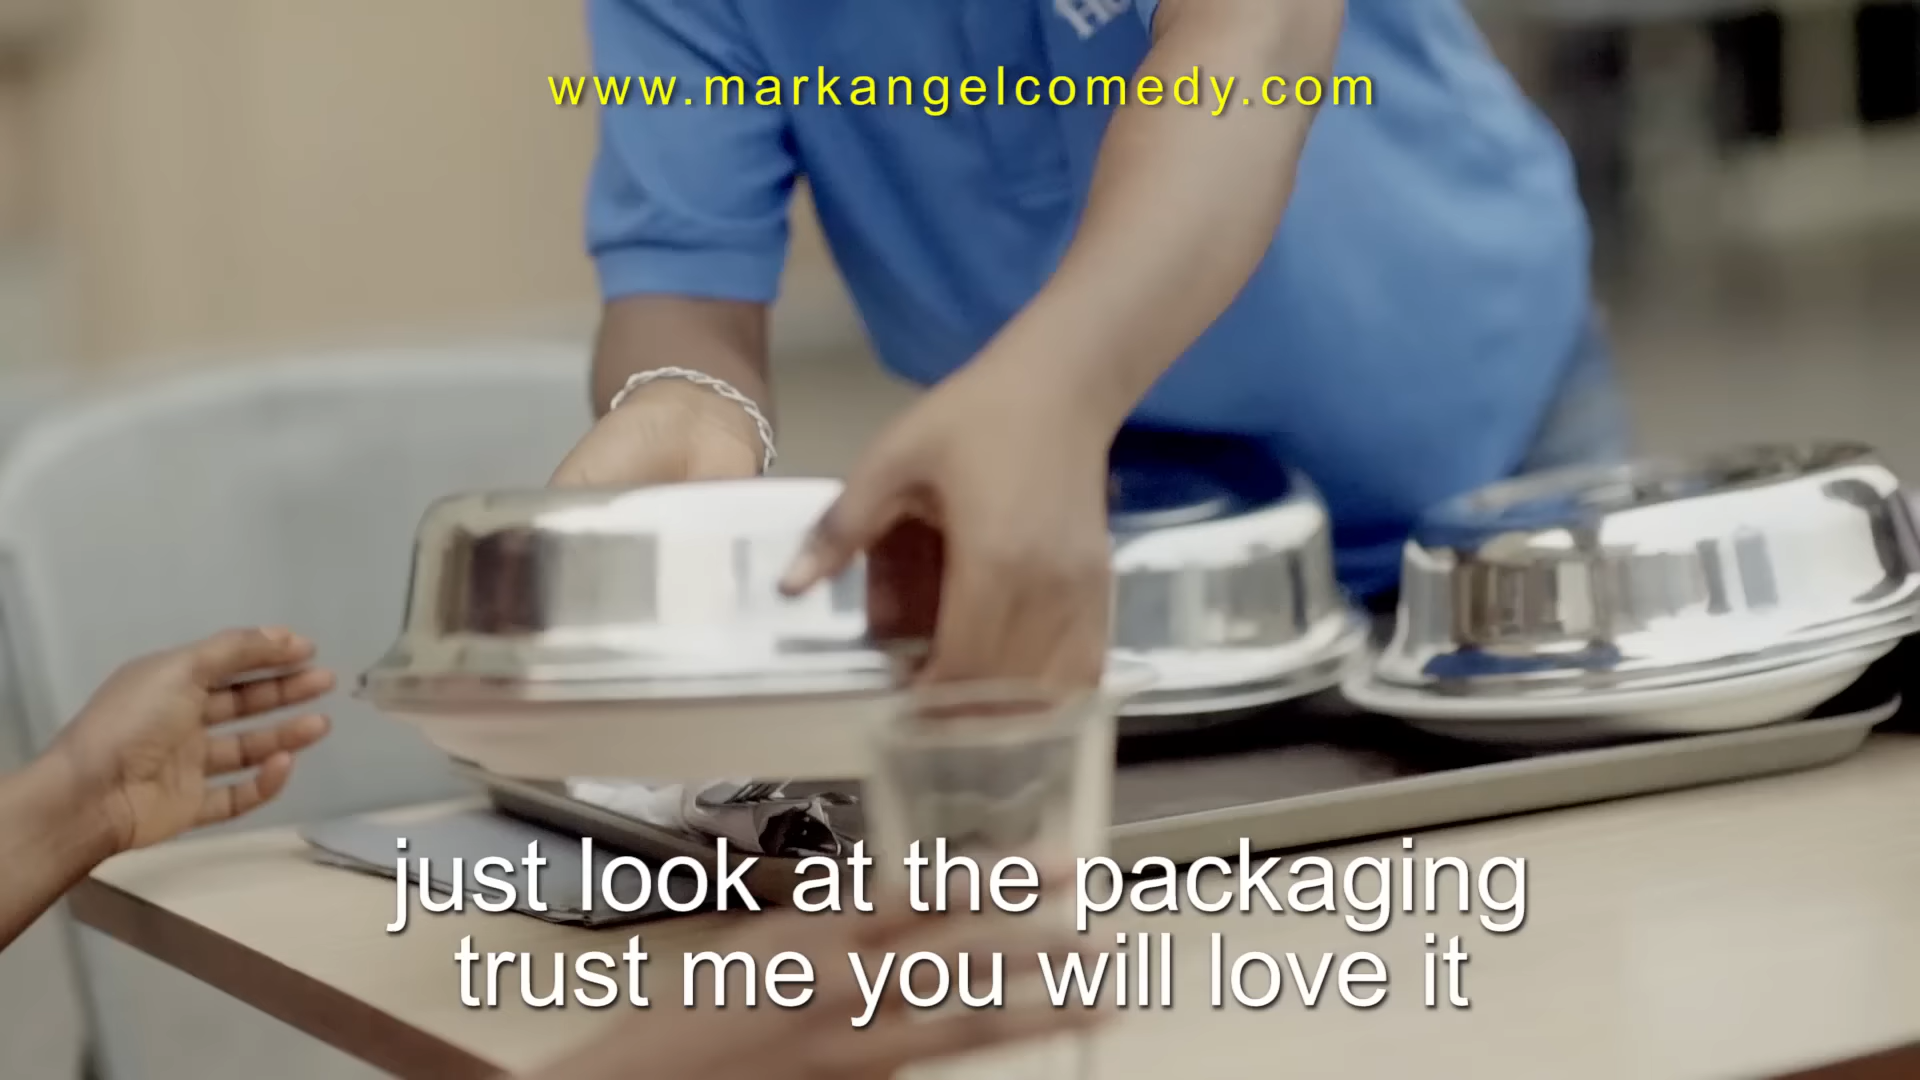 www.markangelcomedy.com
just look at the packaging
trust me you will love it